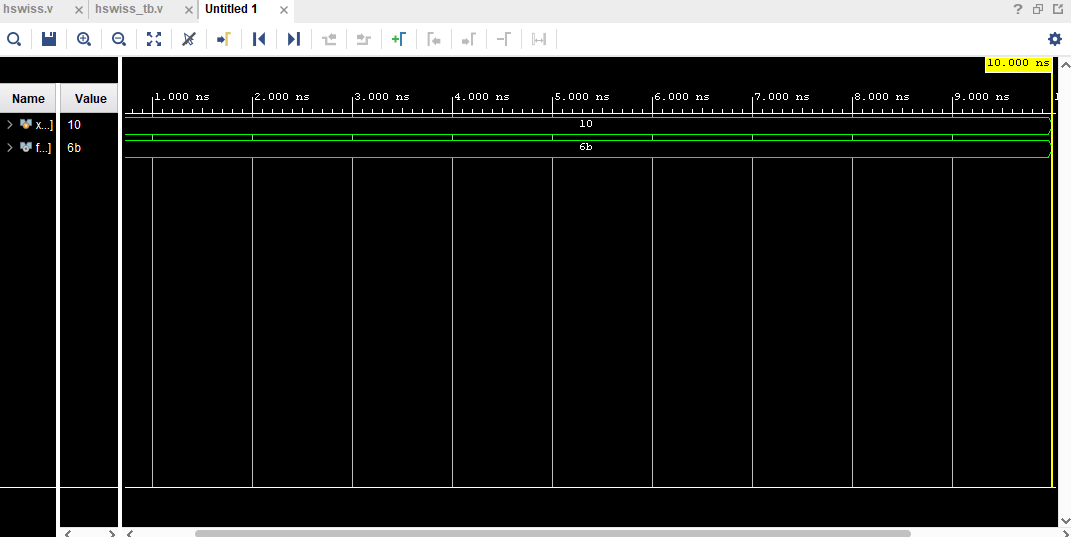 hswiss.v hswiss_tb.v Untitled 1
10.000 ns
Name Value
1.000 ns 2.000 ns 3.000 ns 4.000 ns 5.000 ns 6.000 ns 7.000 ns 8.000 ns 9.000 ns
x...] 10 10
f...] 6b 6b